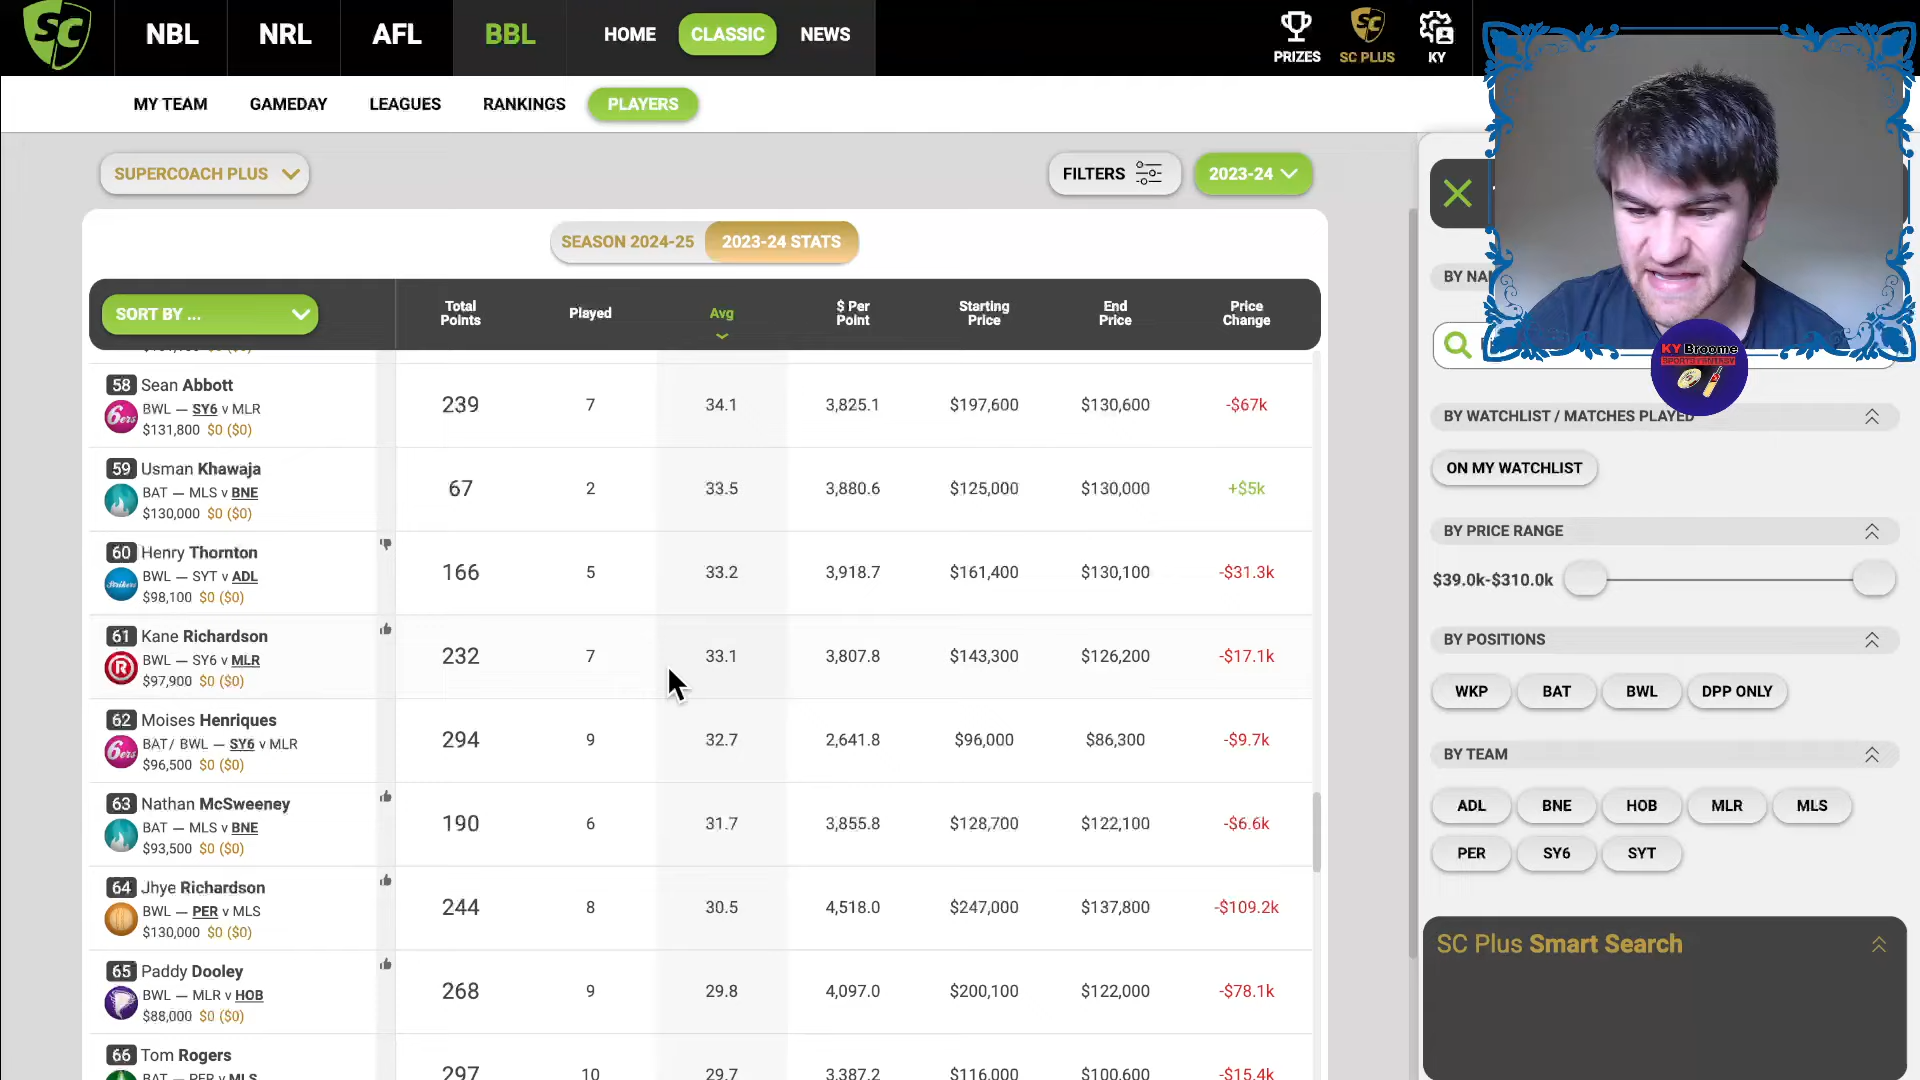 SC NBL NRL AFL BBL HOME CLASSIC NEWS PRIZES SC PLUS KY
MY TEAM GAMEDAY LEAGUES RANKINGS PLAYERS
SUPERCOACH PLUS FILTERS 2023-24
SEASON 2024-25 2023-24 STATS
SORT BY ... Total Points Played Avg $ Per Point Starting Price End Price Price Change
58 Sean Abbott
BWL — SY6 v MLR
$131,800 $0 ($0)
239 7 34.1 3,825.1 $197,600 $130,600 -$67k
59 Usman Khawaja
BAT — MLS v BNE
$130,000 $0 ($0)
67 2 33.5 3,880.6 $125,000 $130,000 +$5k
60 Henry Thornton
BWL — SYT v ADL
$98,100 $0 ($0)
166 5 33.2 3,918.7 $161,400 $130,100 -$31.3k
61 Kane Richardson
BWL — SY6 v MLR
$97,900 $0 ($0)
232 7 33.1 3,807.8 $143,300 $126,200 -$17.1k
62 Moises Henriques
BAT/ BWL — SY6 v MLR
$96,500 $0 ($0)
294 9 32.7 2,641.8 $96,000 $86,300 -$9.7k
63 Nathan McSweeney
BAT — MLS v BNE
$93,500 $0 ($0)
190 6 31.7 3,855.8 $128,700 $122,100 -$6.6k
64 Jhye Richardson
BWL — PER v MLS
$130,000 $0 ($0)
244 8 30.5 4,518.0 $247,000 $137,800 -$109.2k
65 Paddy Dooley
BWL — MLR v HOB
$88,000 $0 ($0)
268 9 29.8 4,097.0 $200,100 $122,000 -$78.1k
66 Tom Rogers
BAT — PER v MLS
297 10 29.7 3,387.2 $116,000 $100,600 -$15.4k
BY
KY Broome
SPORTS FANTASY
BY WATCHLIST / MATCHES PLAYED
ON MY WATCHLIST
BY PRICE RANGE
$39.0k-$310.0k
BY POSITIONS
WKP BAT BWL DPP ONLY
BY TEAM
ADL BNE HOB MLR MLS
PER SY6 SYT
SC Plus Smart Search